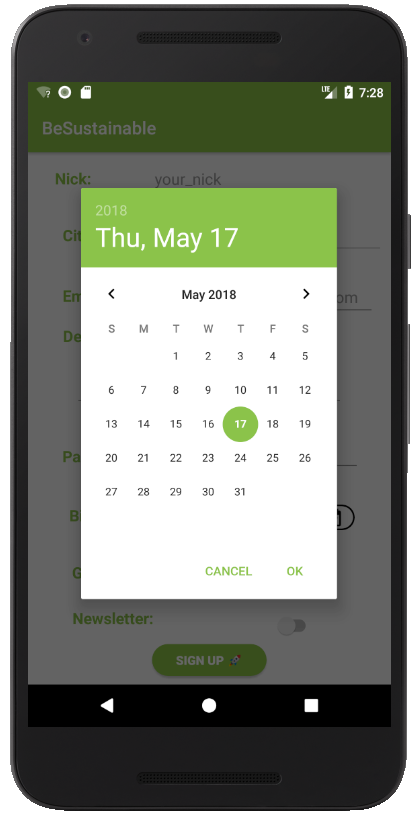 LTE 7:28
BeSustainable
Nick: your_nick
2018
Thu, May 17
Cit
May 2018
Em om
S M T W T F S
De
1 2 3 4 5
6 7 8 9 10 11 12
13 14 15 16 17 18 19
Pa
20 21 22 23 24 25 26
27 28 29 30 31
B
G
CANCEL OK
Newsletter:
SIGN UP 🚀